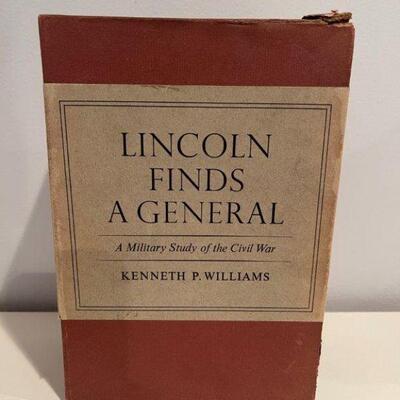 LINCOLN
FINDS
A GENERAL
A Military Study of the Civil War
KENNETH P. WILLIAMS